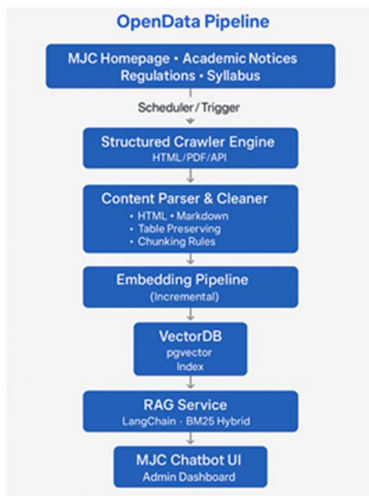 OpenData Pipeline
MJC Homepage • Academic Notices
Regulations • Syllabus
Scheduler / Trigger
Structured Crawler Engine
HTML/PDF/API
Content Parser & Cleaner
• HTML • Markdown
• Table Preserving
• Chunking Rules
Embedding Pipeline
(Incremental)
VectorDB
pgvector
Index
RAG Service
LangChain · BM25 Hybrid
MJC Chatbot UI
Admin Dashboard